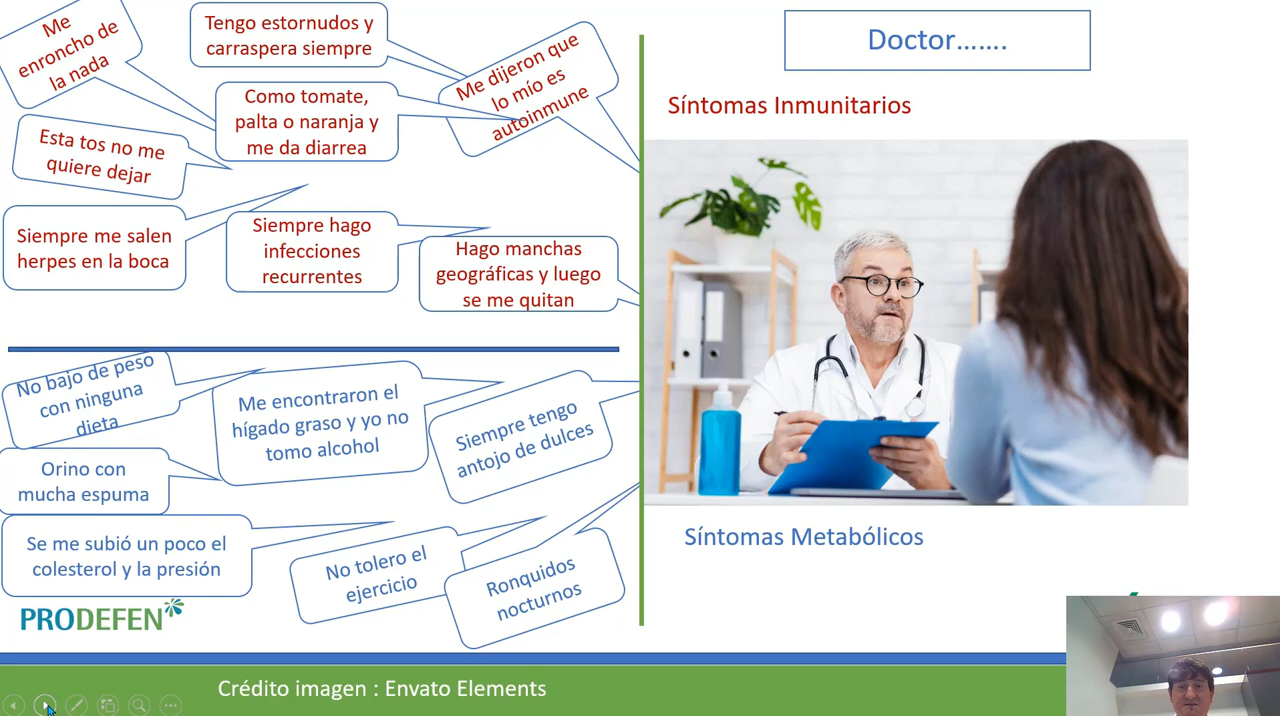 Me
enroncho de
la nada
Tengo estornudos y
carraspera siempre
Me dijeron que
lo mío es
autoinmune
Como tomate,
palta o naranja y
me da diarrea
Esta tos no me
quiere dejar
Siempre me salen
herpes en la boca
Siempre hago
infecciones
recurrentes
Hago manchas
geográficas y luego
se me quitan
No bajo de peso
con ninguna
dieta
Me encontraron el
hígado graso y yo no
tomo alcohol
Siempre tengo
antojo de dulces
Orino con
mucha espuma
Se me subió un poco el
colesterol y la presión
No tolero el
ejercicio
Ronquidos
nocturnos
PRODEFEN
Doctor…….
Síntomas Inmunitarios
Síntomas Metabólicos
Crédito imagen : Envato Elements